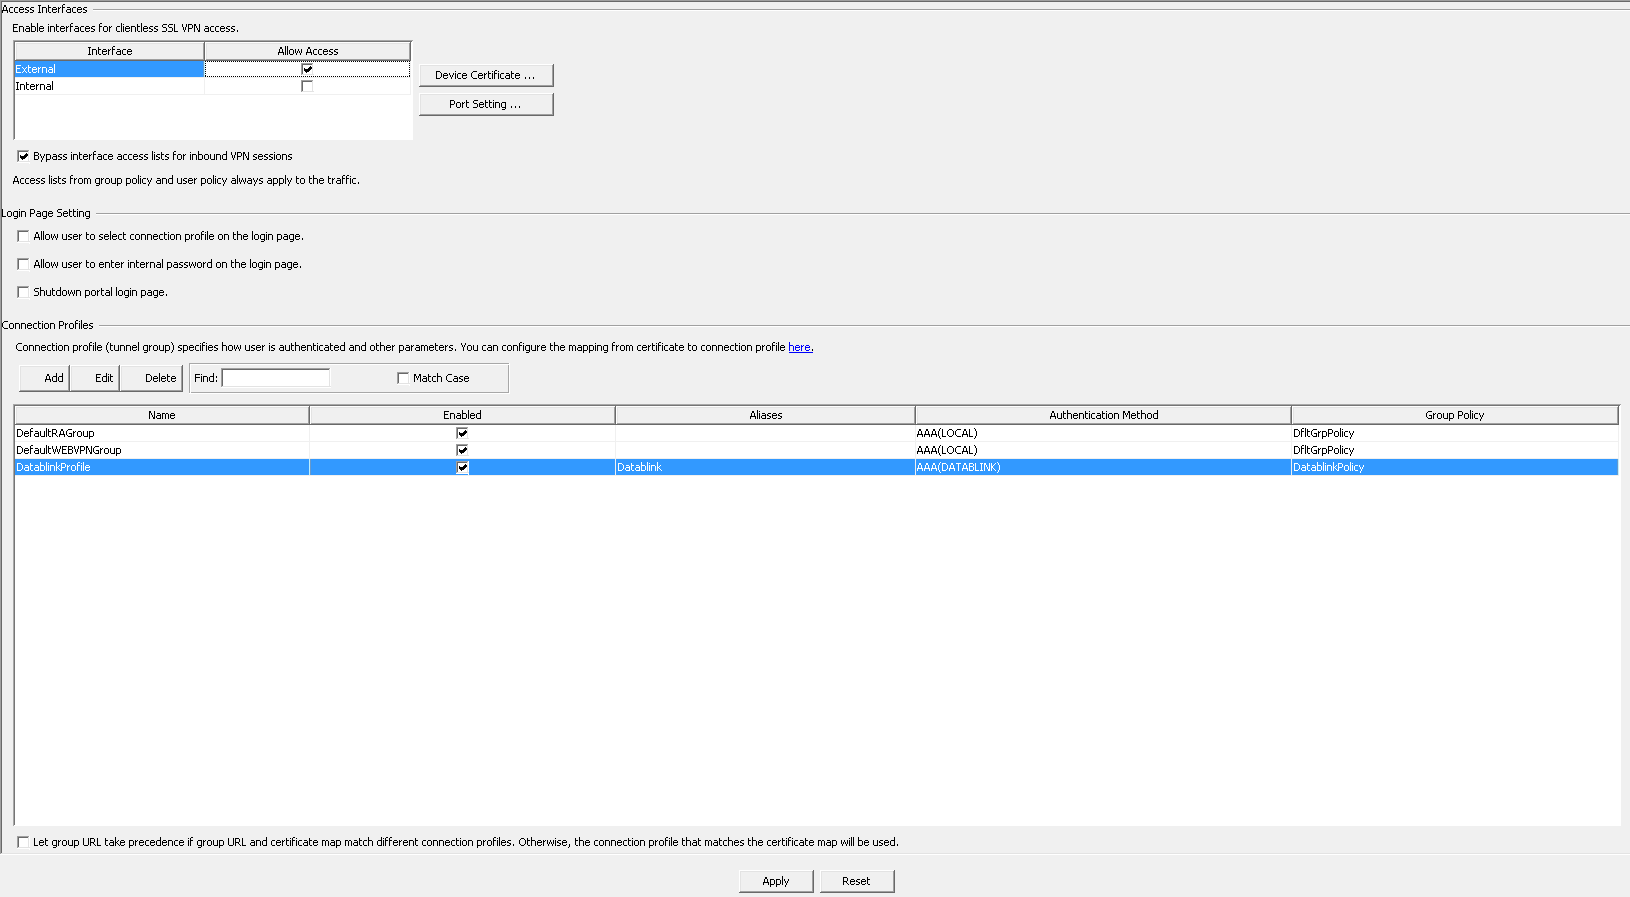 Access Interfaces
Enable interfaces for clientless SSL VPN access.
Interface Allow Access
External
Internal
Device Certificate ...
Port Setting ...
Bypass interface access lists for inbound VPN sessions
Access lists from group policy and user policy always apply to the traffic.
Login Page Setting
Allow user to select connection profile on the login page.
Allow user to enter internal password on the login page.
Shutdown portal login page.
Connection Profiles
Connection profile (tunnel group) specifies how user is authenticated and other parameters. You can configure the mapping from certificate to connection profile here.
Add Edit Delete Find: Match Case
Name Enabled Aliases Authentication Method Group Policy
DefaultRAGroup AAA(LOCAL) DfltGrpPolicy
DefaultWEBVPNGroup AAA(LOCAL) DfltGrpPolicy
DatablinkProfile Datablink AAA(DATABLINK) DatablinkPolicy
Let group URL take precedence if group URL and certificate map match different connection profiles. Otherwise, the connection profile that matches the certificate map will be used.
Apply Reset